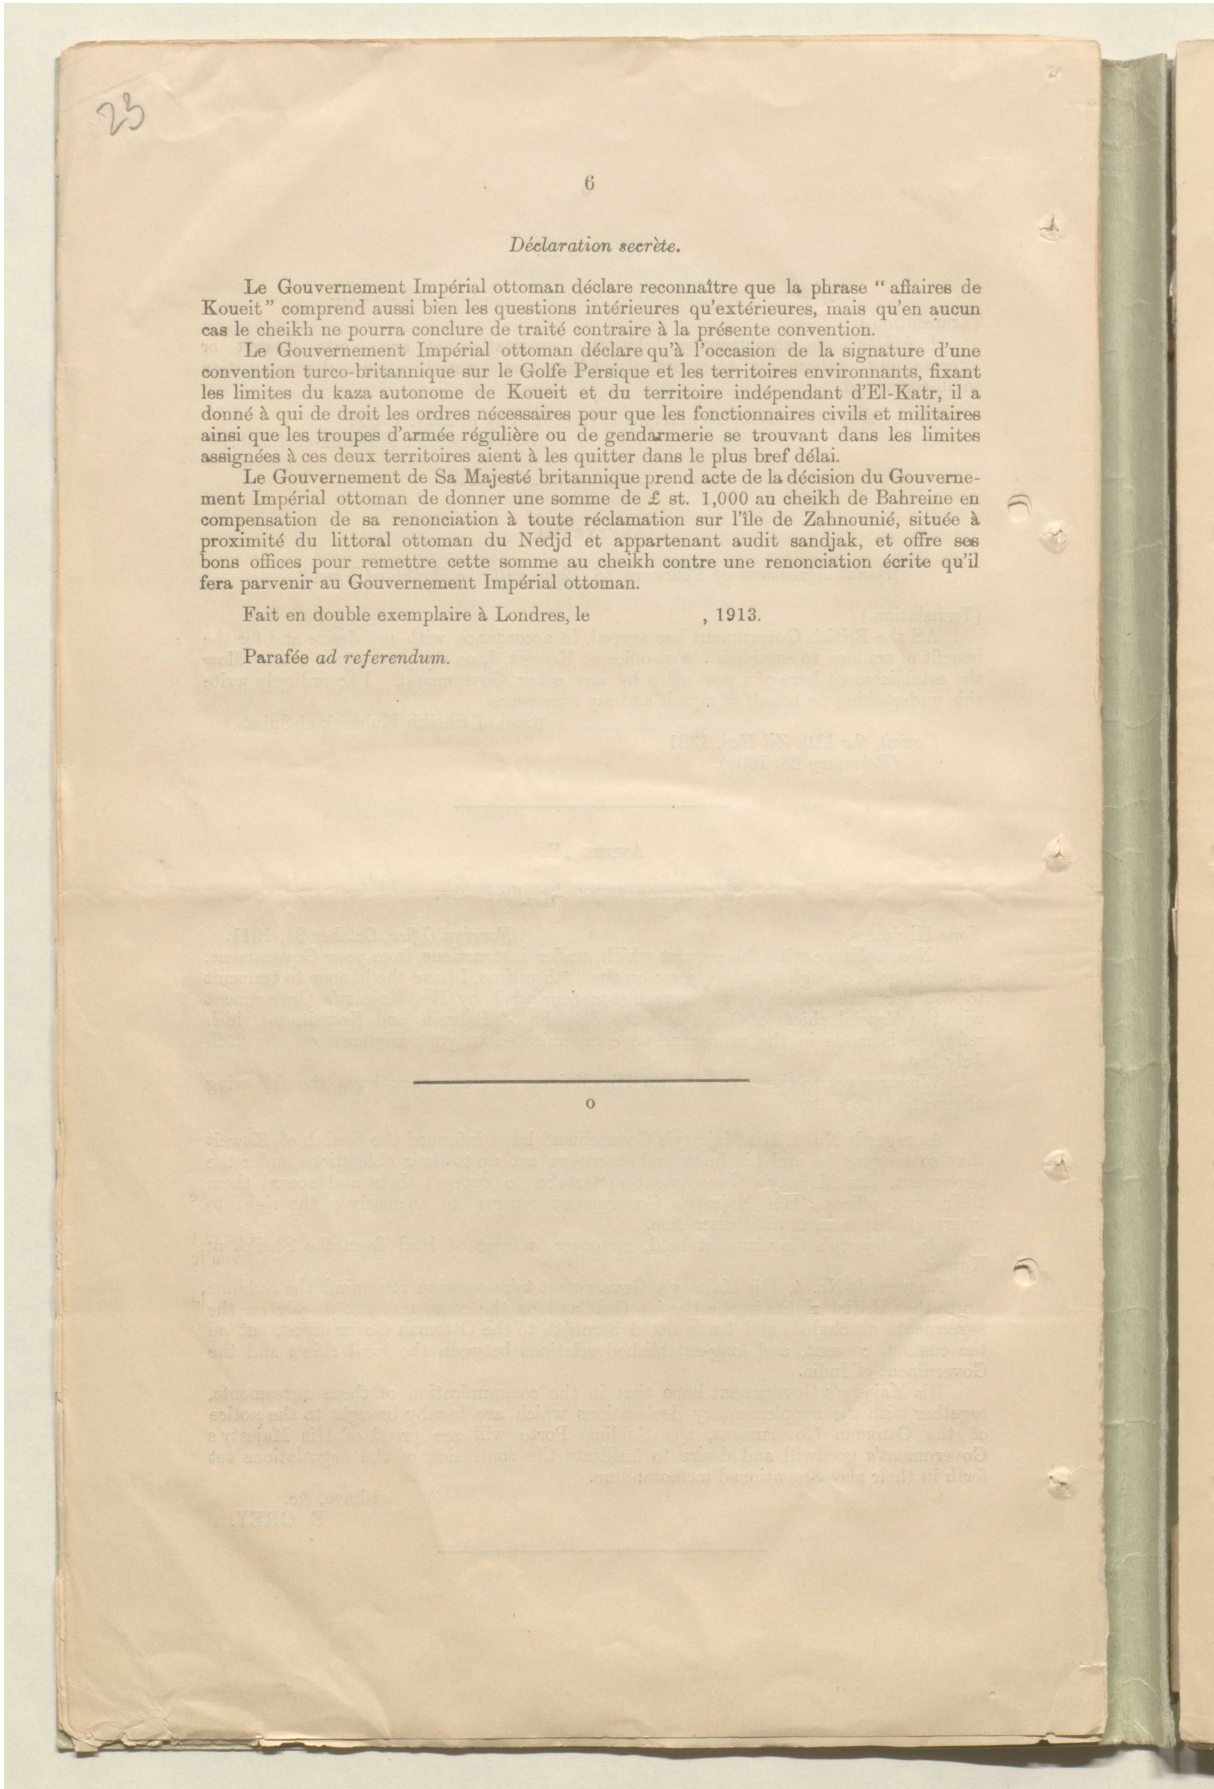 23
6
Déclaration secrète.
Le Gouvernement Impérial ottoman déclare reconnaître que la phrase " affaires de
Koueit " comprend aussi bien les questions intérieures qu'extérieures, mais qu'en aucun
cas le cheikh ne pourra conclure de traité contraire à la présente convention.
Le Gouvernement Impérial ottoman déclare qu'à l'occasion de la signature d'une
convention turco-britannique sur le Golfe Persique et les territoires environnants, fixant
les limites du kaza autonome de Koueit et du territoire indépendant d'El-Katr, il a
donné à qui de droit les ordres nécessaires pour que les fonctionnaires civils et militaires
ainsi que les troupes d'armée régulière ou de gendarmerie se trouvant dans les limites
assignées à ces deux territoires aient à les quitter dans le plus bref délai.
Le Gouvernement de Sa Majesté britannique prend acte de la décision du Gouverne-
ment Impérial ottoman de donner une somme de £ st. 1,000 au cheikh de Bahreine en
compensation de sa renonciation à toute réclamation sur l'île de Zahnounié, située à
proximité du littoral ottoman du Nedjd et appartenant audit sandjak, et offre ses
bons offices pour remettre cette somme au cheikh contre une renonciation écrite qu'il
fera parvenir au Gouvernement Impérial ottoman.
Fait en double exemplaire à Londres, le , 1913.
Parafée ad referendum.
o